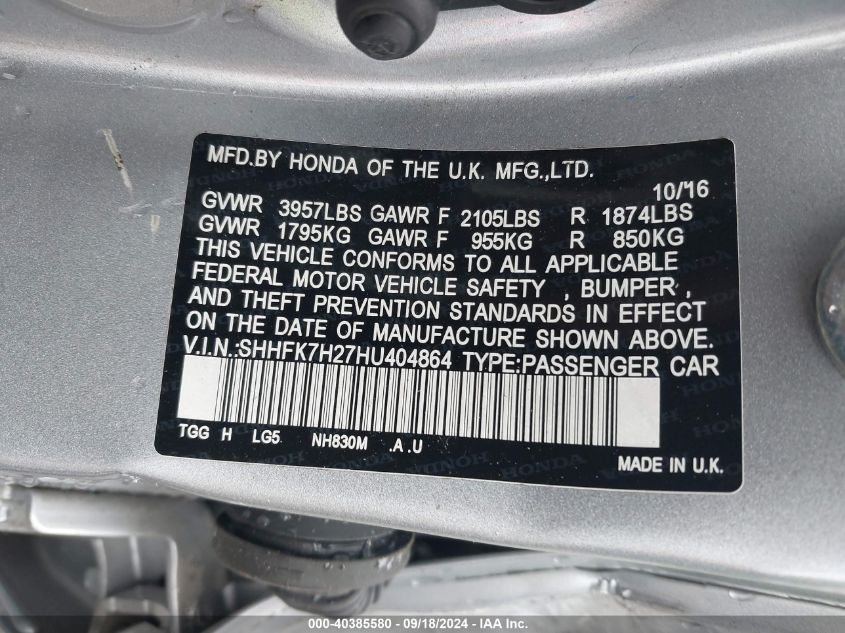 MFD.BY HONDA OF THE U.K. MFG.,LTD.
10/'16
GVWR 3957LBS GAWR F 2105LBS R 1874LBS
GVWR 1795KG GAWR F 955KG R 850KG
THIS VEHICLE CONFORMS TO ALL APPLICABLE
FEDERAL MOTOR VEHICLE SAFETY , BUMPER ,
AND THEFT PREVENTION STANDARDS IN EFFECT
ON THE DATE OF MANUFACTURE SHOWN ABOVE.
V.I.N.:SHHFK7H27HU404864 TYPE:PASSENGER CAR
TGG H LG5 NH830M .A .U
MADE IN U.K.
000-40385580 - 09/18/2024 - IAA Inc.